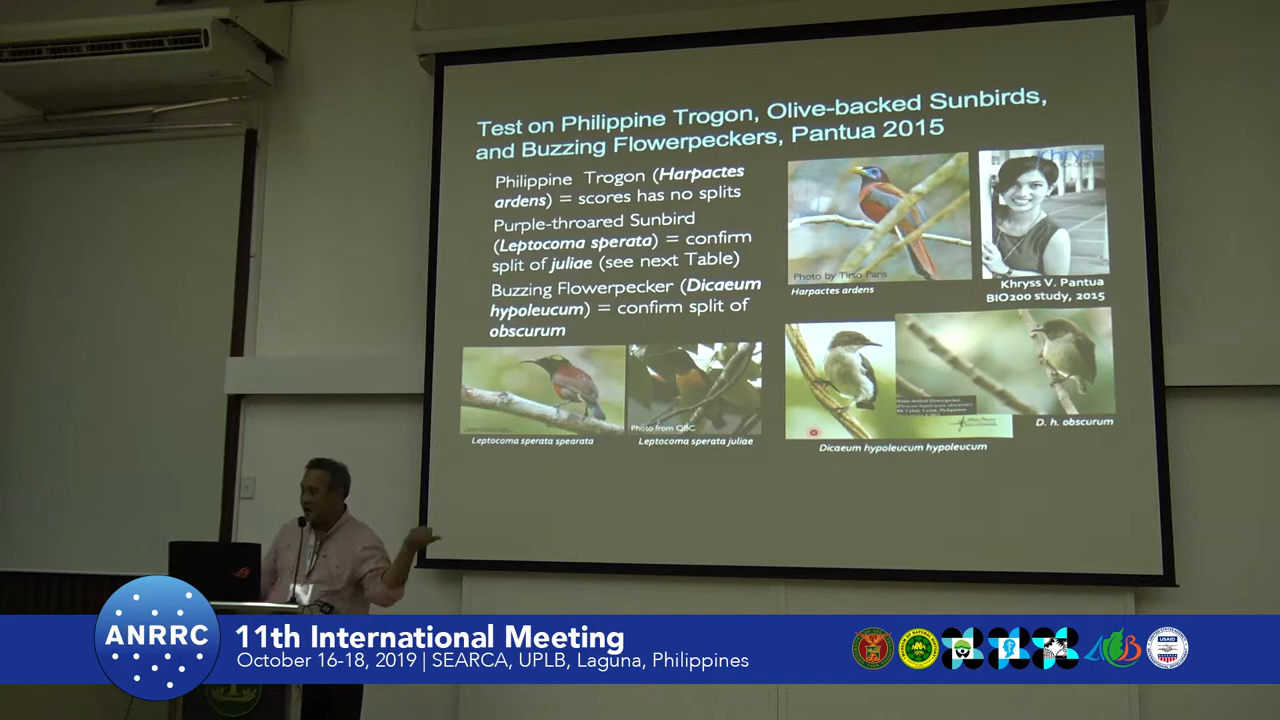 Test on Philippine Trogon, Olive-backed Sunbirds,
and Buzzing Flowerpeckers, Pantua 2015
Philippine Trogon (Harpactes
ardens) = scores has no splits
Purple-throared Sunbird
(Leptocoma sperata) = confirm
split of juliae (see next Table)
Buzzing Flowerpecker (Dicaeum
hypoleucum) = confirm split of
obscurum
Photo by Tirso Paris
Harpactes ardens
Khryss
Khryss V. Pantua
BIO200 study, 2015
Leptocoma sperata spearata
Photo from OBC
Leptocoma sperata juliae
Dicaeum hypoleucum hypoleucum
D. h. obscurum
ANRRC
11th International Meeting
October 16-18, 2019 | SEARCA, UPLB, Laguna, Philippines
USAID